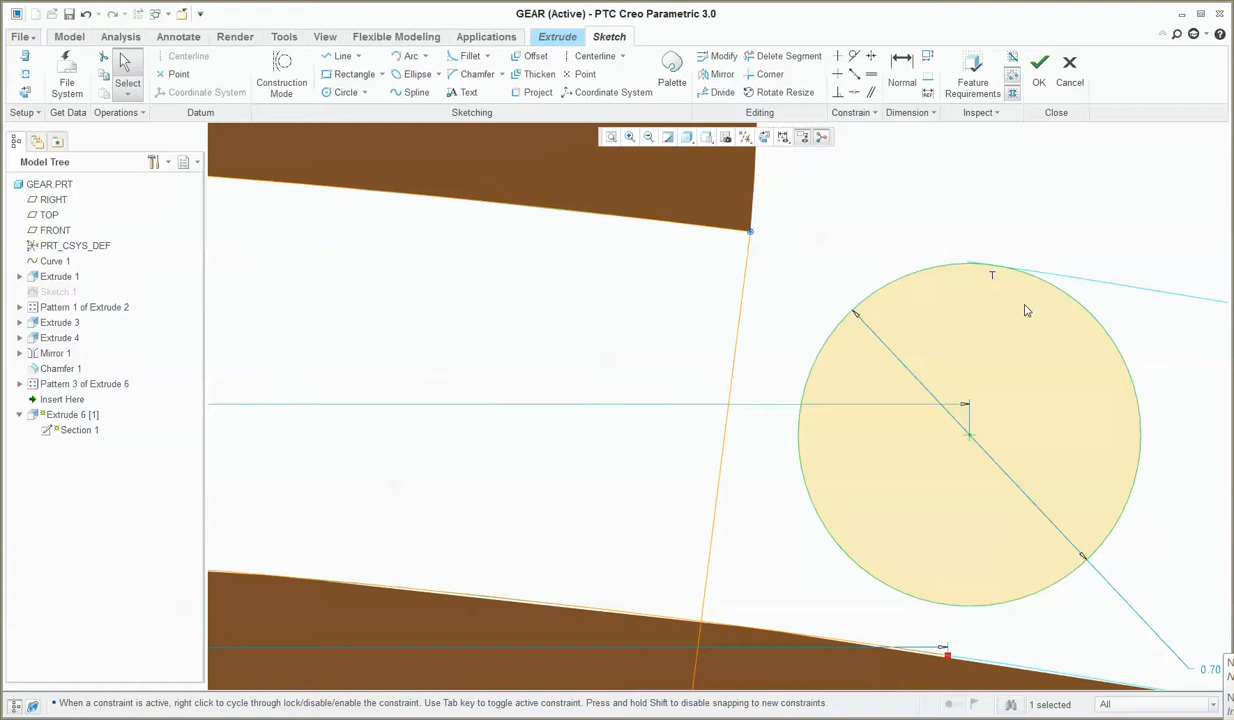 GEAR (Active) - PTC Creo Parametric 3.0
File Model Analysis Annotate Render Tools View Flexible Modeling Applications Extrude Sketch
Centerline Line Arc Fillet Offset Centerline Modify Delete Segment
Point Rectangle Ellipse Chamfer Thicken Point Mirror Corner
Coordinate System Circle Spline Text Project Coordinate System Divide Rotate Resize
File System Select Construction Mode Palette Normal Feature Requirements OK Cancel
Setup Get Data Operations Datum Sketching Editing Constrain Dimension Inspect Close
Model Tree
GEAR.PRT
RIGHT
TOP
FRONT
PRT_CSYS_DEF
Curve 1
Extrude 1
Sketch 1
Pattern 1 of Extrude 2
Extrude 3
Extrude 4
Mirror 1
Chamfer 1
Pattern 3 of Extrude 6
Insert Here
Extrude 6 [1]
Section 1
T
0.70
• When a constraint is active, right click to cycle through lock/disable/enable the constraint. Use Tab key to toggle active constraint. Press and hold Shift to disable snapping to new constraints.
1 selected
All